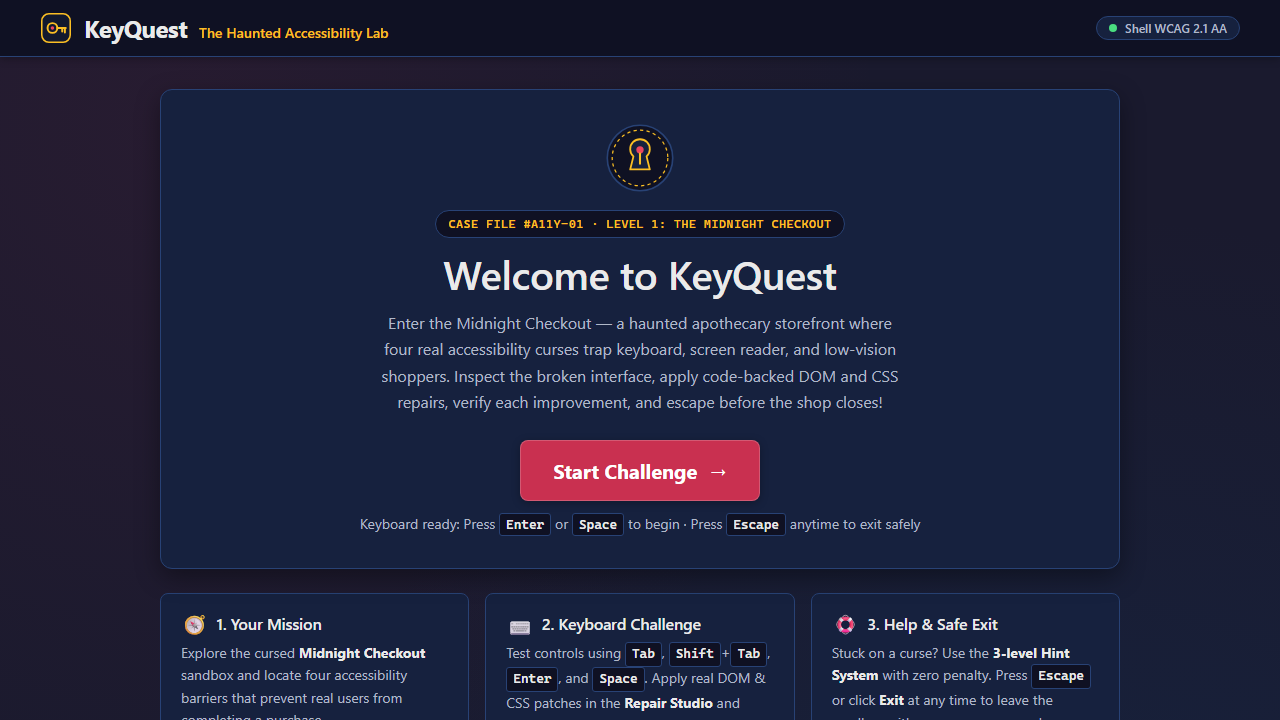 KeyQuest The Haunted Accessibility Lab
Shell WCAG 2.1 AA
CASE FILE #A11Y-01 · LEVEL 1: THE MIDNIGHT CHECKOUT
Welcome to KeyQuest
Enter the Midnight Checkout — a haunted apothecary storefront where
four real accessibility curses trap keyboard, screen reader, and low-vision
shoppers. Inspect the broken interface, apply code-backed DOM and CSS
repairs, verify each improvement, and escape before the shop closes!
Start Challenge →
Keyboard ready: Press Enter or Space to begin · Press Escape anytime to exit safely
1. Your Mission
Explore the cursed Midnight Checkout
sandbox and locate four accessibility
barriers that prevent real users from
completing a purchase.
2. Keyboard Challenge
Test controls using Tab, Shift+Tab,
Enter, and Space. Apply real DOM &
CSS patches in the Repair Studio and
3. Help & Safe Exit
Stuck on a curse? Use the 3-level Hint
System with zero penalty. Press Escape
or click Exit at any time to leave the